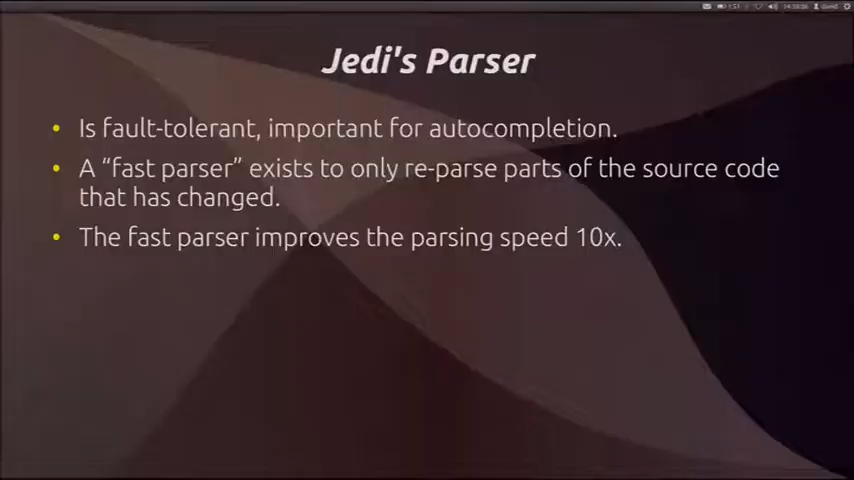 Jedi's Parser
• Is fault-tolerant, important for autocompletion.
• A “fast parser” exists to only re-parse parts of the source code
that has changed.
• The fast parser improves the parsing speed 10x.